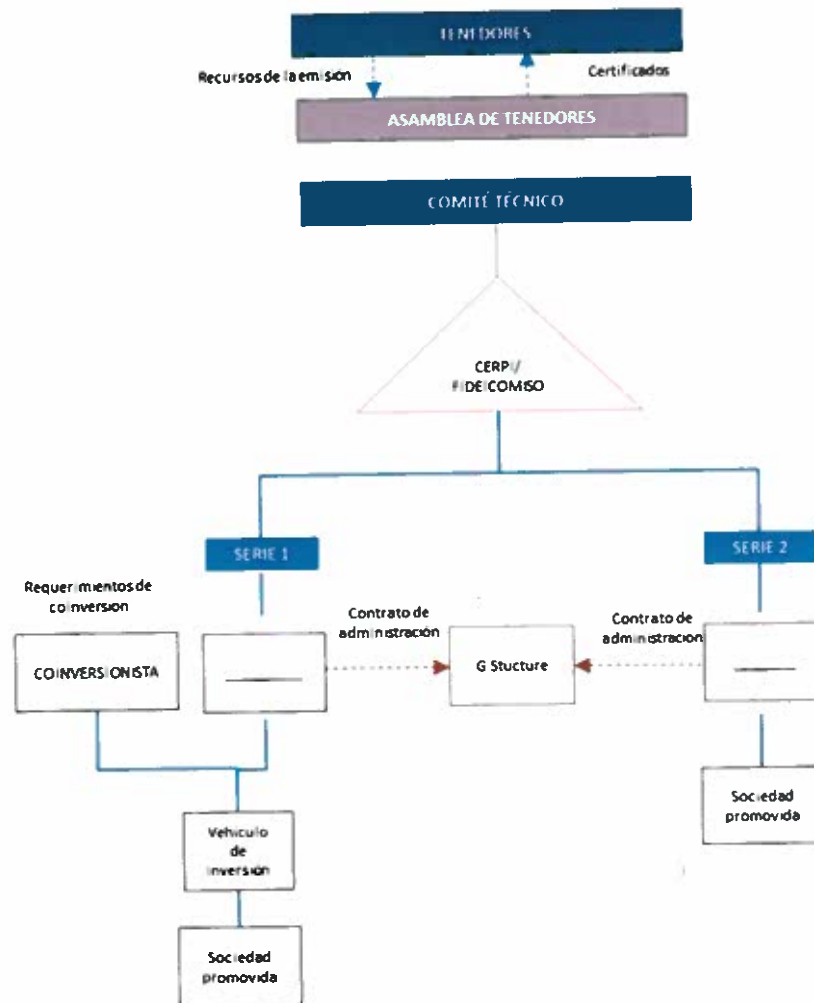 TENEDORES
Recursos de la emisión
Certificados
ASAMBLEA DE TENEDORES
COMITÉ TÉCNICO
CERPI/
FIDEICOMISO
SERIE 1
SERIE 2
Requerimientos de
coinversion
Contrato de
administración
Contrato de
administración
COINVERSIONISTA
G Stucture
Vehiculo
de
inversión
Sociedad
promovida
Sociedad
promovida